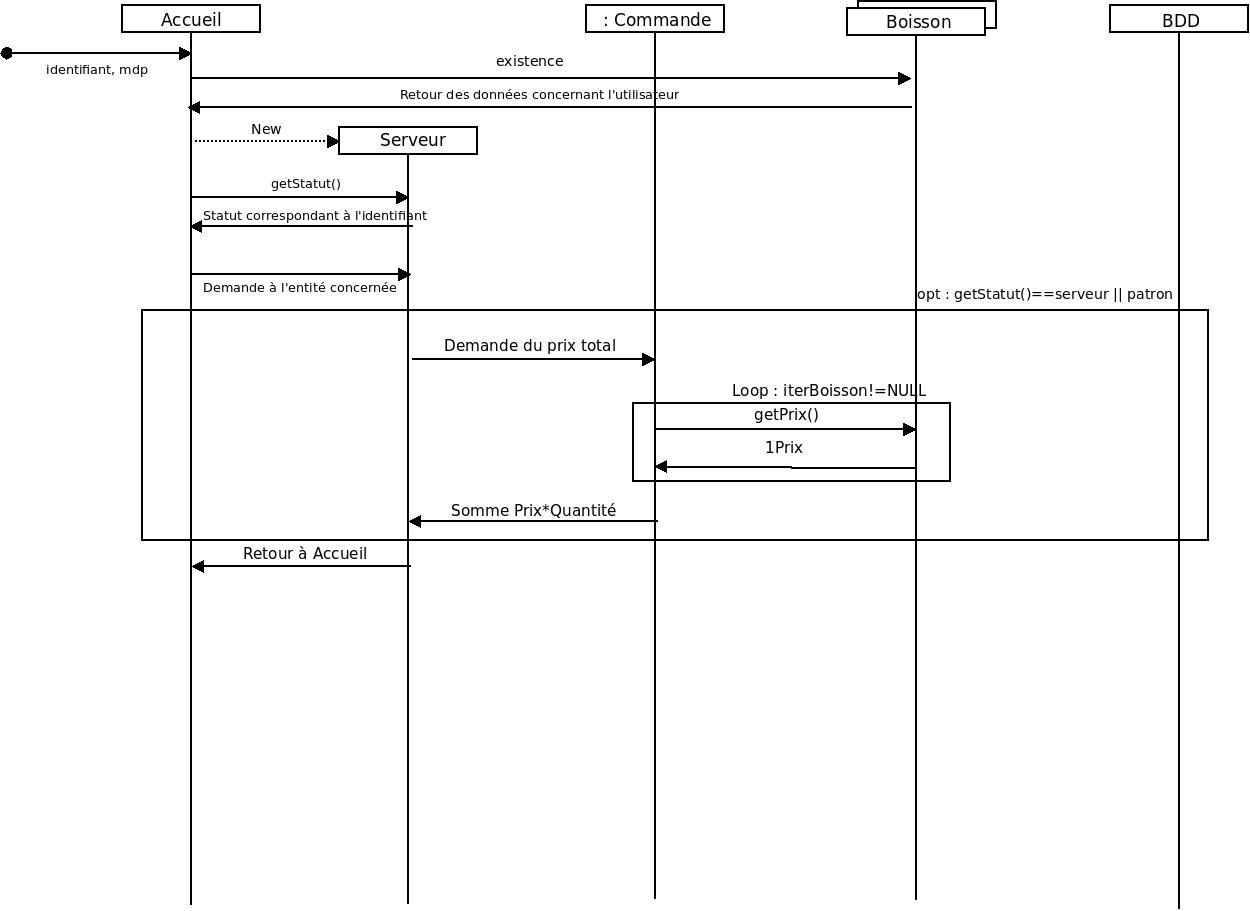 Accueil
: Commande
Boisson
BDD
identifiant, mdp
existence
Retour des données concernant l'utilisateur
New
Serveur
getStatut()
Statut correspondant à l'identifiant
Demande à l'entité concernée
opt : getStatut()==serveur || patron
Demande du prix total
Loop : iterBoisson!=NULL
getPrix()
1Prix
Somme Prix*Quantité
Retour à Accueil